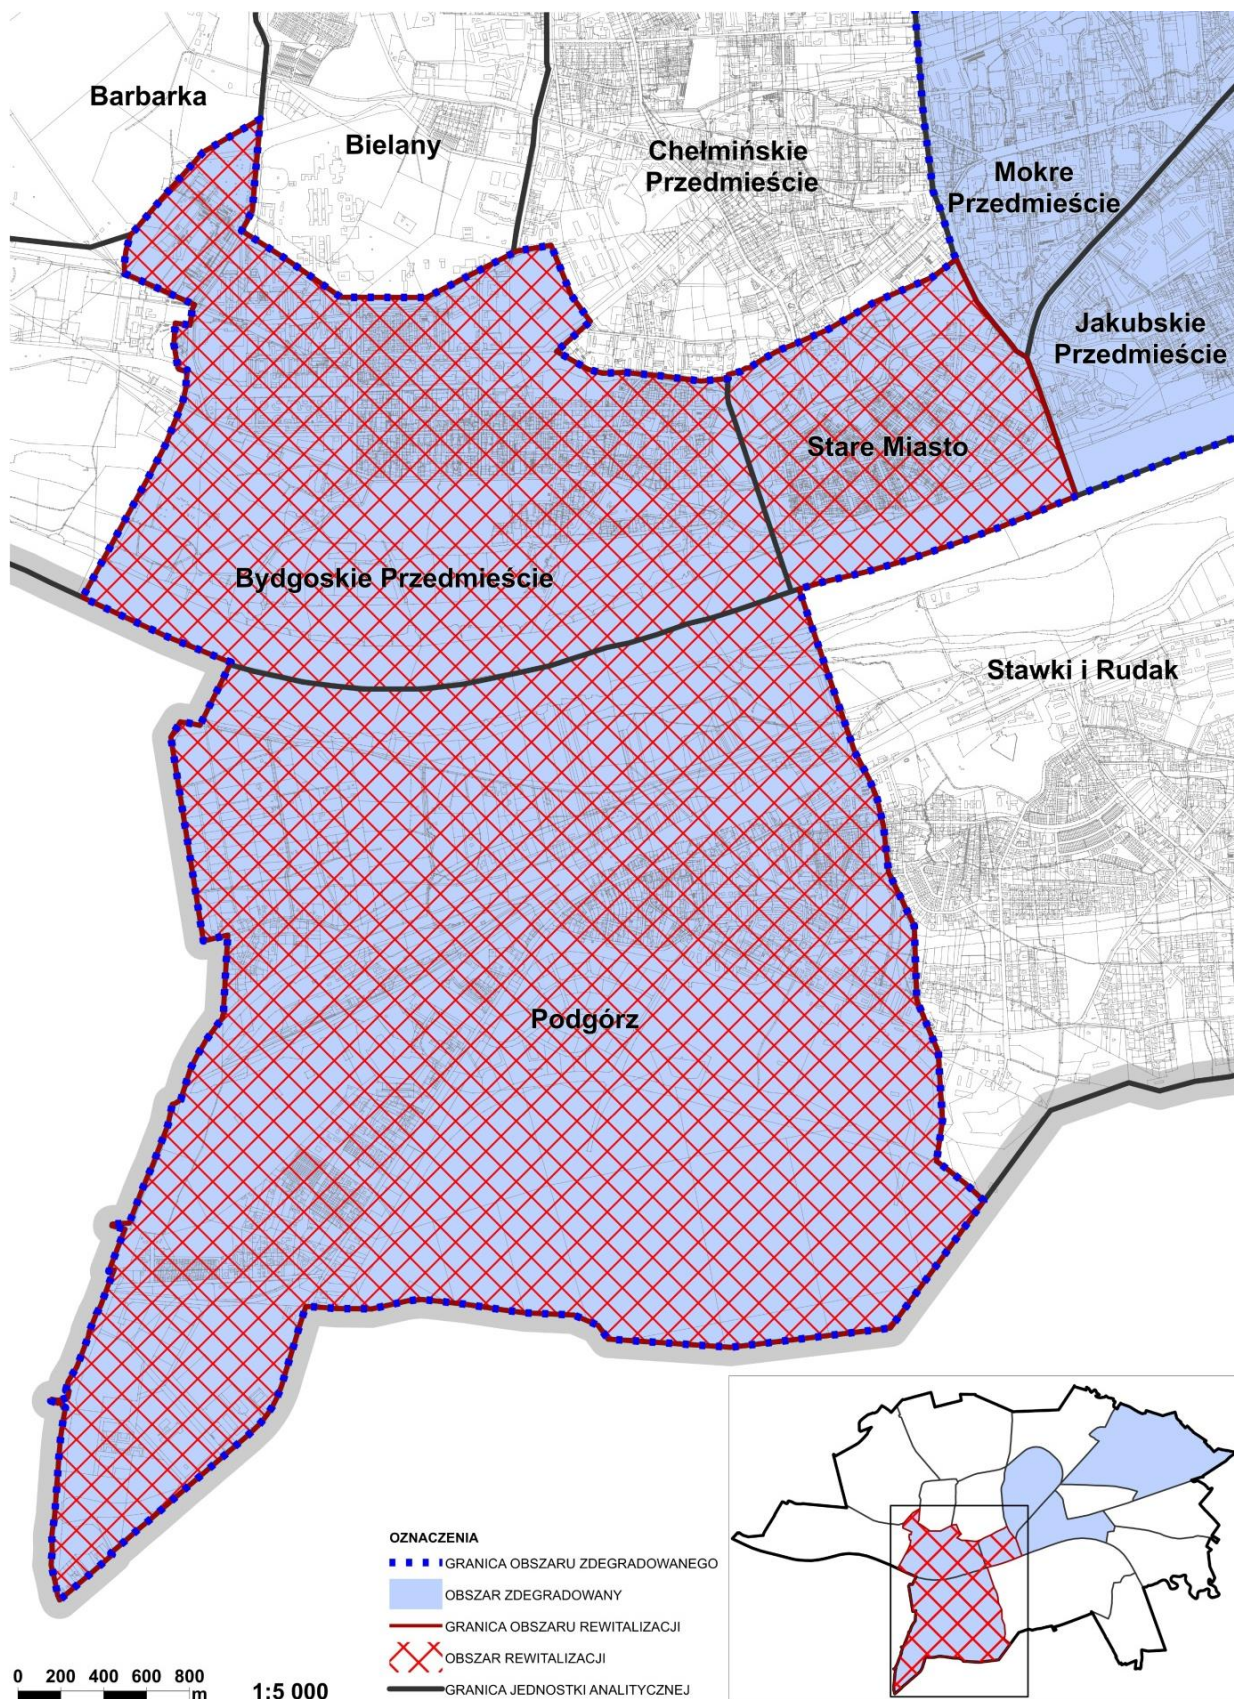 Barbarka
Bielany
Chełmińskie
Przedmieście
Mokre
Przedmieście
Jakubskie
Przedmieście
Stare Miasto
Bydgoskie Przedmieście
Stawki i Rudak
Podgórz
OZNACZENIA
GRANICA OBSZARU ZDEGRADOWANEGO
OBSZAR ZDEGRADOWANY
GRANICA OBSZARU REWITALIZACJI
OBSZAR REWITALIZACJI
GRANICA JEDNOSTKI ANALITYCZNEJ
0 200 400 600 800
m
1:5 000